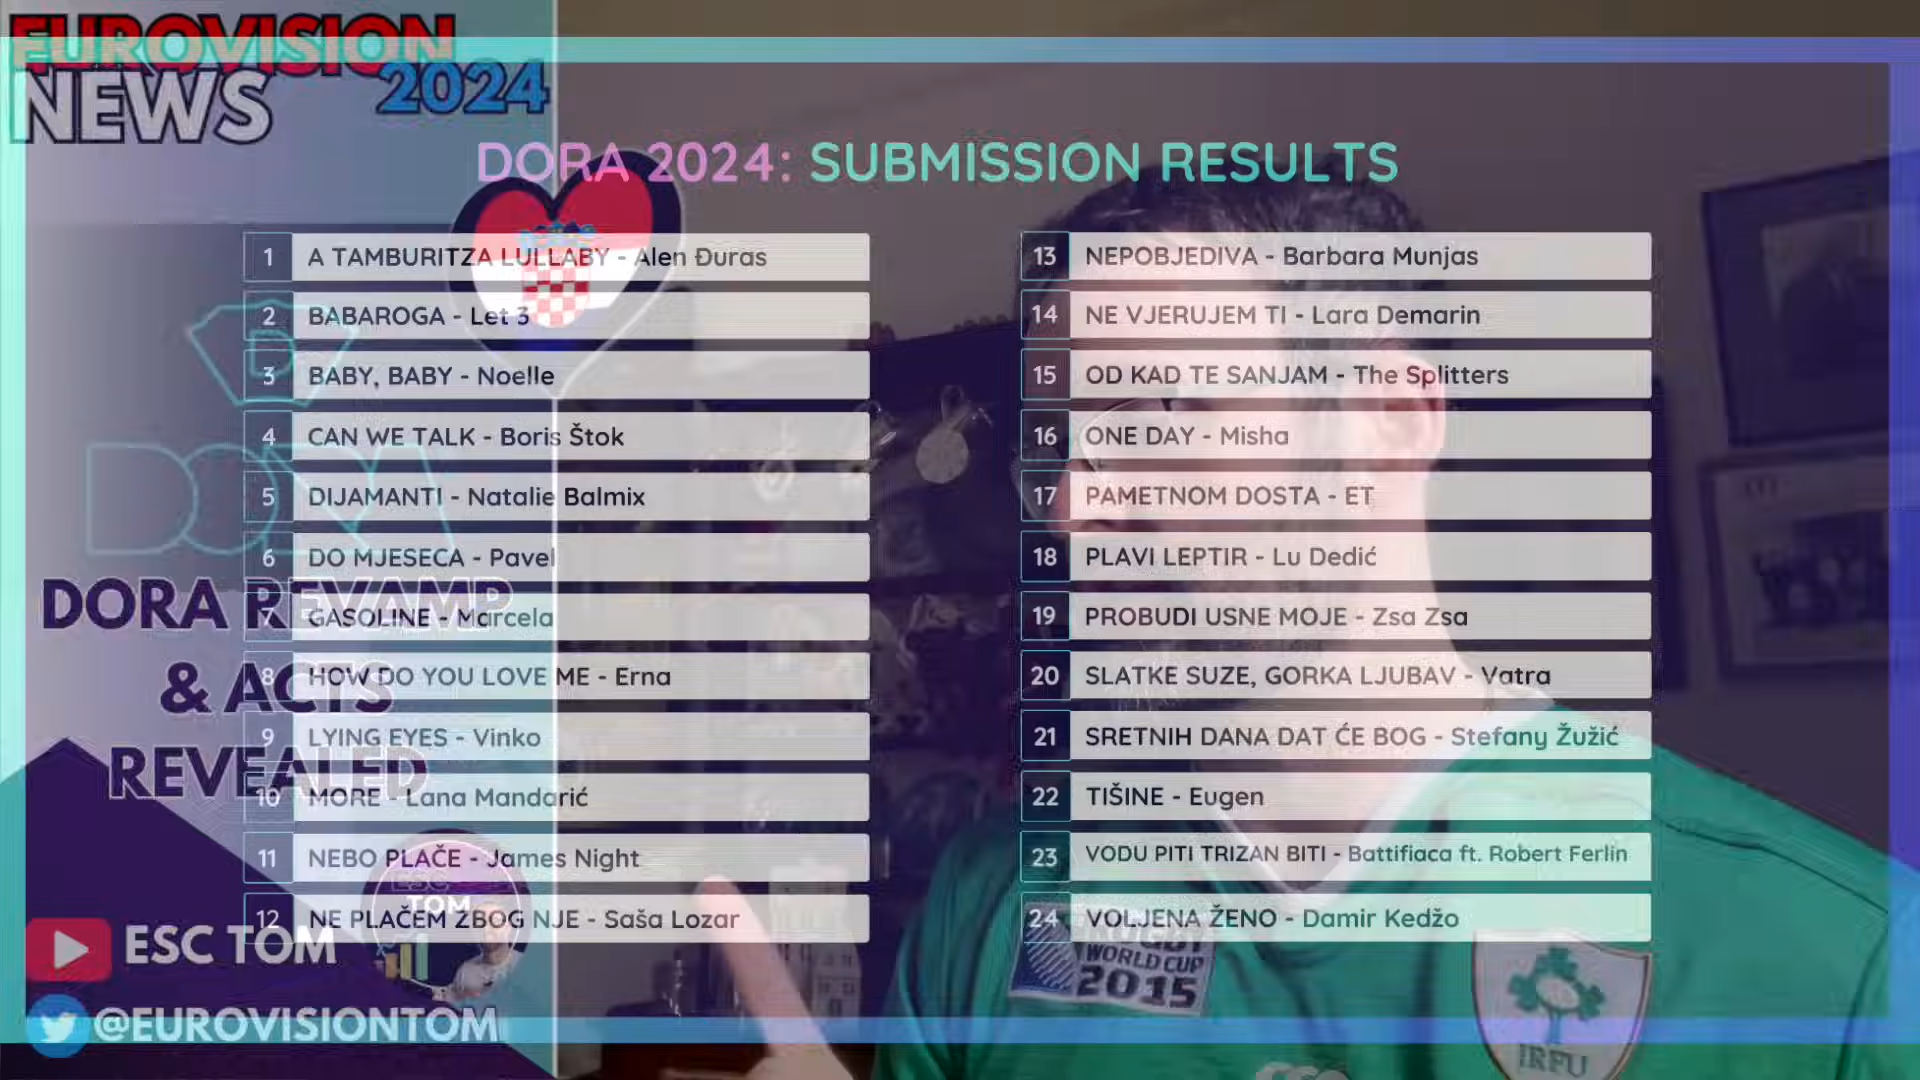 EUROVISION
NEWS 2024
DORA 2024: SUBMISSION RESULTS
1 A TAMBURITZA LULLABY - Alen Đuras
2 BABAROGA - Let 3
3 BABY, BABY - Noelle
4 CAN WE TALK - Boris Štok
5 DIJAMANTI - Natalie Balmix
6 DO MJESECA - Pavel
7 GASOLINE - Marcela
8 HOW DO YOU LOVE ME - Erna
9 LYING EYES - Vinko
10 MORE - Lana Mandarić
11 NEBO PLAČE - James Night
12 NE PLAČEM ZBOG NJE - Saša Lozar
13 NEPOBJEDIVA - Barbara Munjas
14 NE VJERUJEM TI - Lara Demarin
15 OD KAD TE SANJAM - The Splitters
16 ONE DAY - Misha
17 PAMETNOM DOSTA - ET
18 PLAVI LEPTIR - Lu Dedić
19 PROBUDI USNE MOJE - Zsa Zsa
20 SLATKE SUZE, GORKA LJUBAV - Vatra
21 SRETNIH DANA DAT ĆE BOG - Stefany Žužić
22 TIŠINE - Eugen
23 VODU PITI TRIZAN BITI - Battifiaca ft. Robert Ferlin
24 VOLJENA ŽENO - Damir Kedžo
D
DORA
DORA REVAMP
& ACTS
REVEALED
ESC
TOM
ESC TOM
@EUROVISIONTOM
RUGBY
WORLD CUP
2015
IRFU